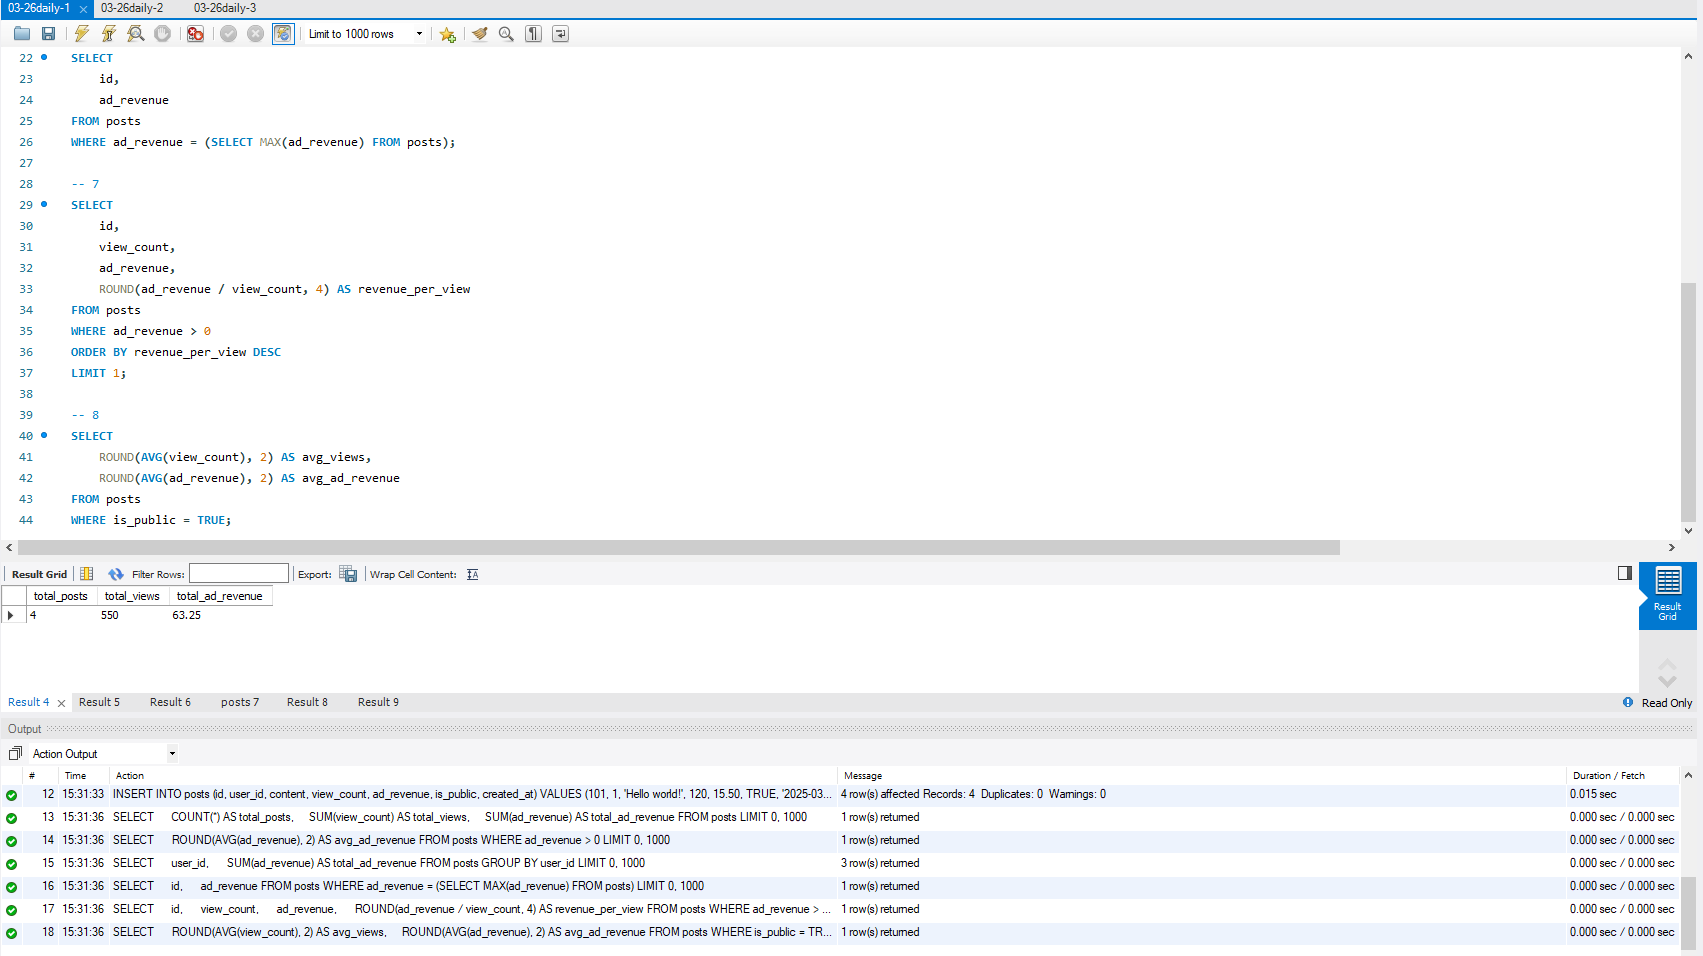 03-26daily-1 03-26daily-2 03-26daily-3
Limit to 1000 rows
22 SELECT
23 id,
24 ad_revenue
25 FROM posts
26 WHERE ad_revenue = (SELECT MAX(ad_revenue) FROM posts);
27
28 -- 7
29 SELECT
30 id,
31 view_count,
32 ad_revenue,
33 ROUND(ad_revenue / view_count, 4) AS revenue_per_view
34 FROM posts
35 WHERE ad_revenue > 0
36 ORDER BY revenue_per_view DESC
37 LIMIT 1;
38
39 -- 8
40 SELECT
41 ROUND(AVG(view_count), 2) AS avg_views,
42 ROUND(AVG(ad_revenue), 2) AS avg_ad_revenue
43 FROM posts
44 WHERE is_public = TRUE;
Result Grid Filter Rows: Export: Wrap Cell Content:
total_posts total_views total_ad_revenue
4 550 63.25
Result Grid
Result 4 Result 5 Result 6 posts 7 Result 8 Result 9 Read Only
Output
Action Output
# Time Action Message Duration / Fetch
12 15:31:33 INSERT INTO posts (id, user_id, content, view_count, ad_revenue, is_public, created_at) VALUES (101, 1, 'Hello world!', 120, 15.50, TRUE, '2025-03... 4 row(s) affected Records: 4 Duplicates: 0 Warnings: 0 0.015 sec
13 15:31:36 SELECT COUNT(*) AS total_posts, SUM(view_count) AS total_views, SUM(ad_revenue) AS total_ad_revenue FROM posts LIMIT 0, 1000 1 row(s) returned 0.000 sec / 0.000 sec
14 15:31:36 SELECT ROUND(AVG(ad_revenue), 2) AS avg_ad_revenue FROM posts WHERE ad_revenue > 0 LIMIT 0, 1000 1 row(s) returned 0.000 sec / 0.000 sec
15 15:31:36 SELECT user_id, SUM(ad_revenue) AS total_ad_revenue FROM posts GROUP BY user_id LIMIT 0, 1000 3 row(s) returned 0.000 sec / 0.000 sec
16 15:31:36 SELECT id, ad_revenue FROM posts WHERE ad_revenue = (SELECT MAX(ad_revenue) FROM posts) LIMIT 0, 1000 1 row(s) returned 0.000 sec / 0.000 sec
17 15:31:36 SELECT id, view_count, ad_revenue, ROUND(ad_revenue / view_count, 4) AS revenue_per_view FROM posts WHERE ad_revenue > ... 1 row(s) returned 0.000 sec / 0.000 sec
18 15:31:36 SELECT ROUND(AVG(view_count), 2) AS avg_views, ROUND(AVG(ad_revenue), 2) AS avg_ad_revenue FROM posts WHERE is_public = TR... 1 row(s) returned 0.000 sec / 0.000 sec